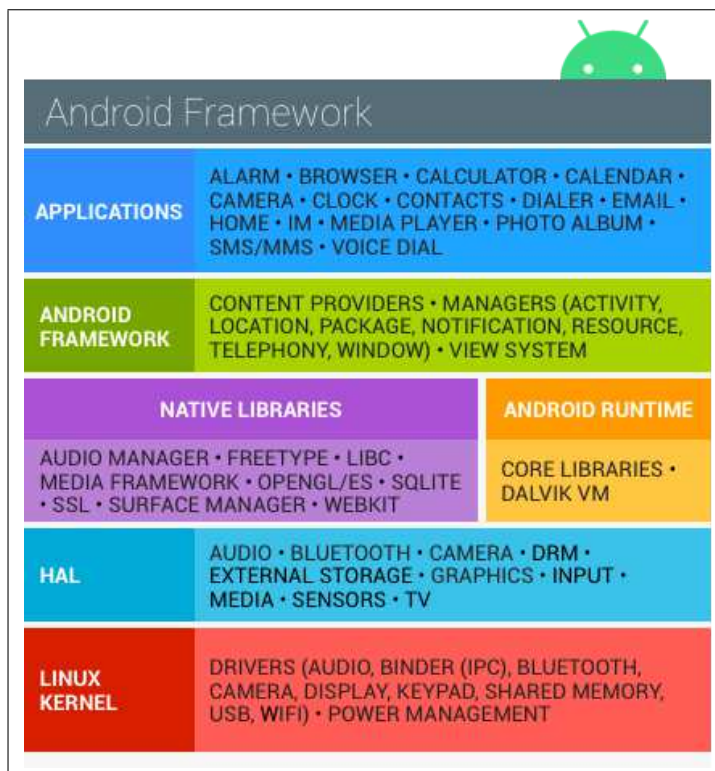 Android Framework
APPLICATIONS
ALARM • BROWSER • CALCULATOR • CALENDAR •
CAMERA • CLOCK • CONTACTS • DIALER • EMAIL •
HOME • IM • MEDIA PLAYER • PHOTO ALBUM •
SMS/MMS • VOICE DIAL
ANDROID
FRAMEWORK
CONTENT PROVIDERS • MANAGERS (ACTIVITY,
LOCATION, PACKAGE, NOTIFICATION, RESOURCE,
TELEPHONY, WINDOW) • VIEW SYSTEM
NATIVE LIBRARIES
AUDIO MANAGER • FREETYPE • LIBC •
MEDIA FRAMEWORK • OPENGL/ES • SQLITE
• SSL • SURFACE MANAGER • WEBKIT
ANDROID RUNTIME
CORE LIBRARIES •
DALVIK VM
HAL
AUDIO • BLUETOOTH • CAMERA • DRM •
EXTERNAL STORAGE • GRAPHICS • INPUT •
MEDIA • SENSORS • TV
LINUX
KERNEL
DRIVERS (AUDIO, BINDER (IPC), BLUETOOTH,
CAMERA, DISPLAY, KEYPAD, SHARED MEMORY,
USB, WIFI) • POWER MANAGEMENT